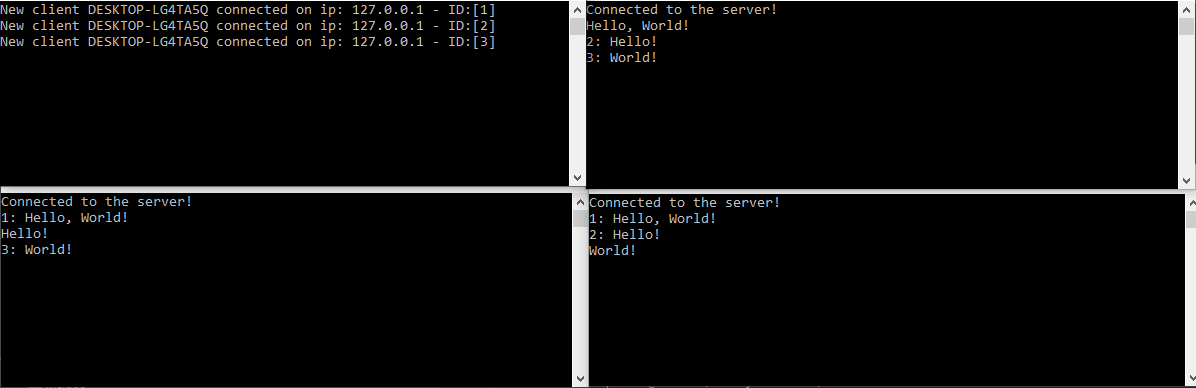 New client DESKTOP-LG4TA5Q connected on ip: 127.0.0.1 - ID:[1]
New client DESKTOP-LG4TA5Q connected on ip: 127.0.0.1 - ID:[2]
New client DESKTOP-LG4TA5Q connected on ip: 127.0.0.1 - ID:[3]
Connected to the server!
Hello, World!
2: Hello!
3: World!
Connected to the server!
1: Hello, World!
Hello!
3: World!
Connected to the server!
1: Hello, World!
2: Hello!
World!